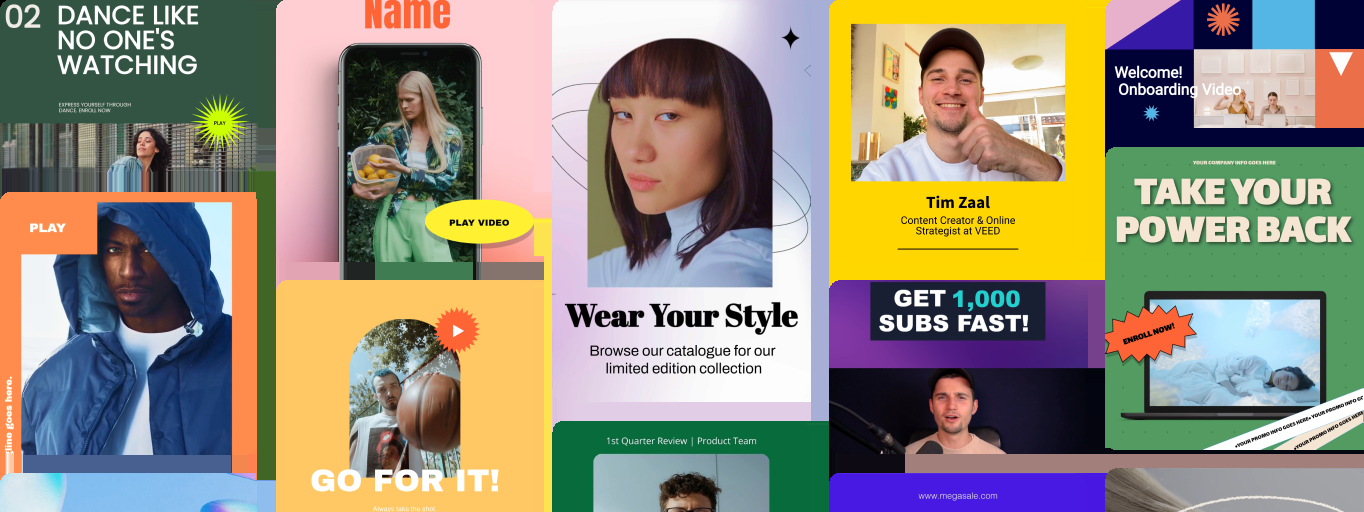 02
DANCE LIKE
NO ONE'S
WATCHING
EXPRESS YOURSELF THROUGH
DANCE. ENROLL NOW
PLAY
PLAY
line goes here.
Name
PLAY VIDEO
GO FOR IT!
Always take the shot
Wear Your Style
Browse our catalogue for our
limited edition collection
1st Quarter Review | Product Team
Tim Zaal
Content Creator & Online
Strategist at VEED
GET 1,000
SUBS FAST!
www.megasale.com
Welcome!
Onboarding Video
YOUR COMPANY INFO GOES HERE
TAKE YOUR
POWER BACK
ENROLL NOW!
•YOUR PROMO INFO GOES HERE• YOUR PROMO INFO GO
YOUR PROMO INFO GOES HERE